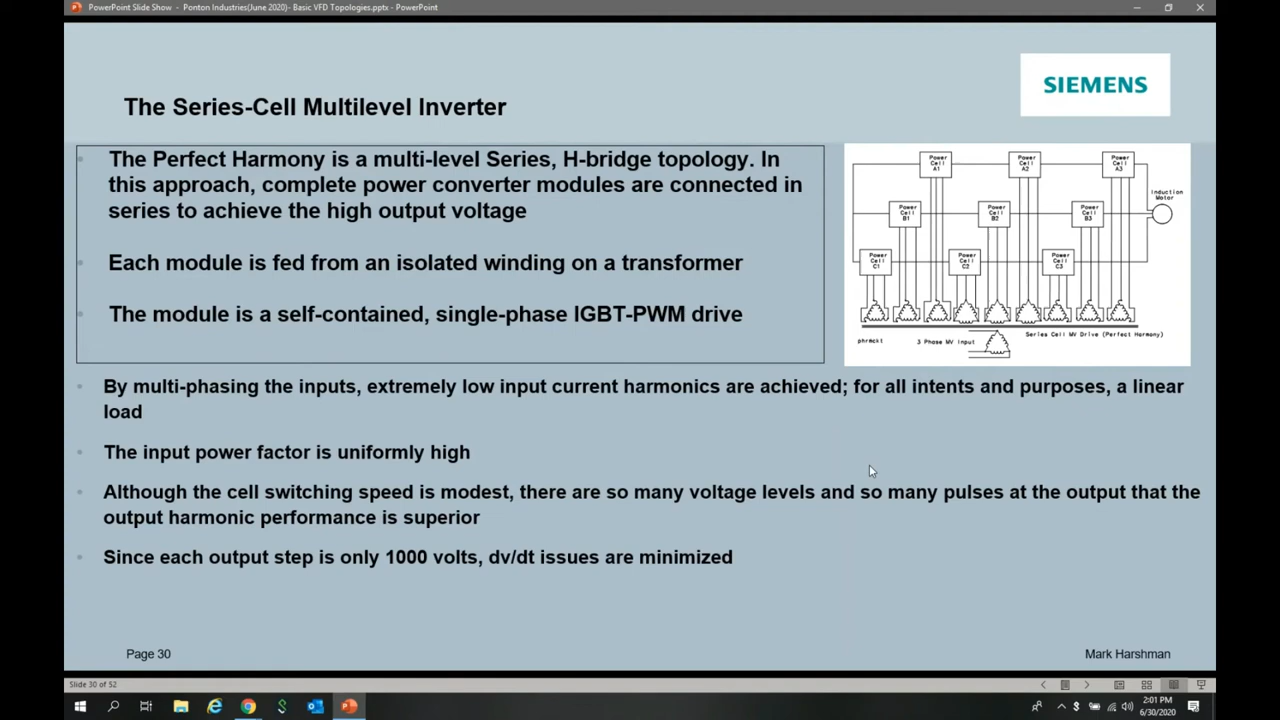 PowerPoint Slide Show - Ponton Industries(June 2020)- Basic VFD Topologies.pptx - PowerPoint
SIEMENS
The Series-Cell Multilevel Inverter
The Perfect Harmony is a multi-level Series, H-bridge topology. In
this approach, complete power converter modules are connected in
series to achieve the high output voltage
Each module is fed from an isolated winding on a transformer
The module is a self-contained, single-phase IGBT-PWM drive
Power
Cell
A1
Power
Cell
A2
Power
Cell
A3
Induction
Motor
Power
Cell
B1
Power
Cell
B2
Power
Cell
B3
Power
Cell
C1
Power
Cell
C2
Power
Cell
C3
Series Cell MV Drive (Perfect Harmony)
phrmckt
3 Phase MV Input
By multi-phasing the inputs, extremely low input current harmonics are achieved; for all intents and purposes, a linear
load
The input power factor is uniformly high
Although the cell switching speed is modest, there are so many voltage levels and so many pulses at the output that the
output harmonic performance is superior
Since each output step is only 1000 volts, dv/dt issues are minimized
Page 30
Mark Harshman
Slide 30 of 52
2:01 PM
6/30/2020